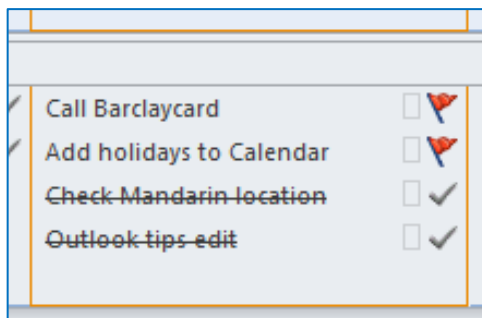 Call Barclaycard
Add holidays to Calendar
Check Mandarin location
Outlook tips edit